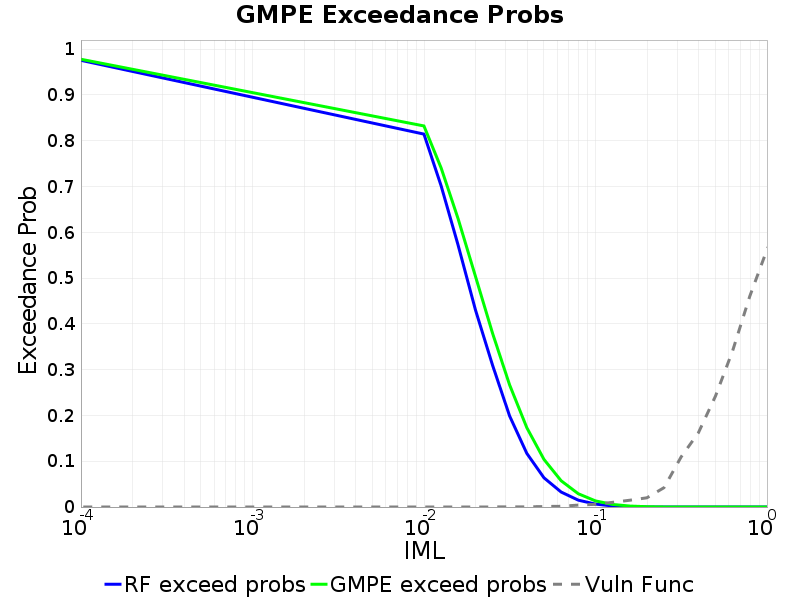 GMPE Exceedance Probs
Exceedance Prob
1
0.9
0.8
0.7
0.6
0.5
0.4
0.3
0.2
0.1
0
10^-4 10^-3 10^-2 10^-1 10^0
IML
RF exceed probs GMPE exceed probs Vuln Func